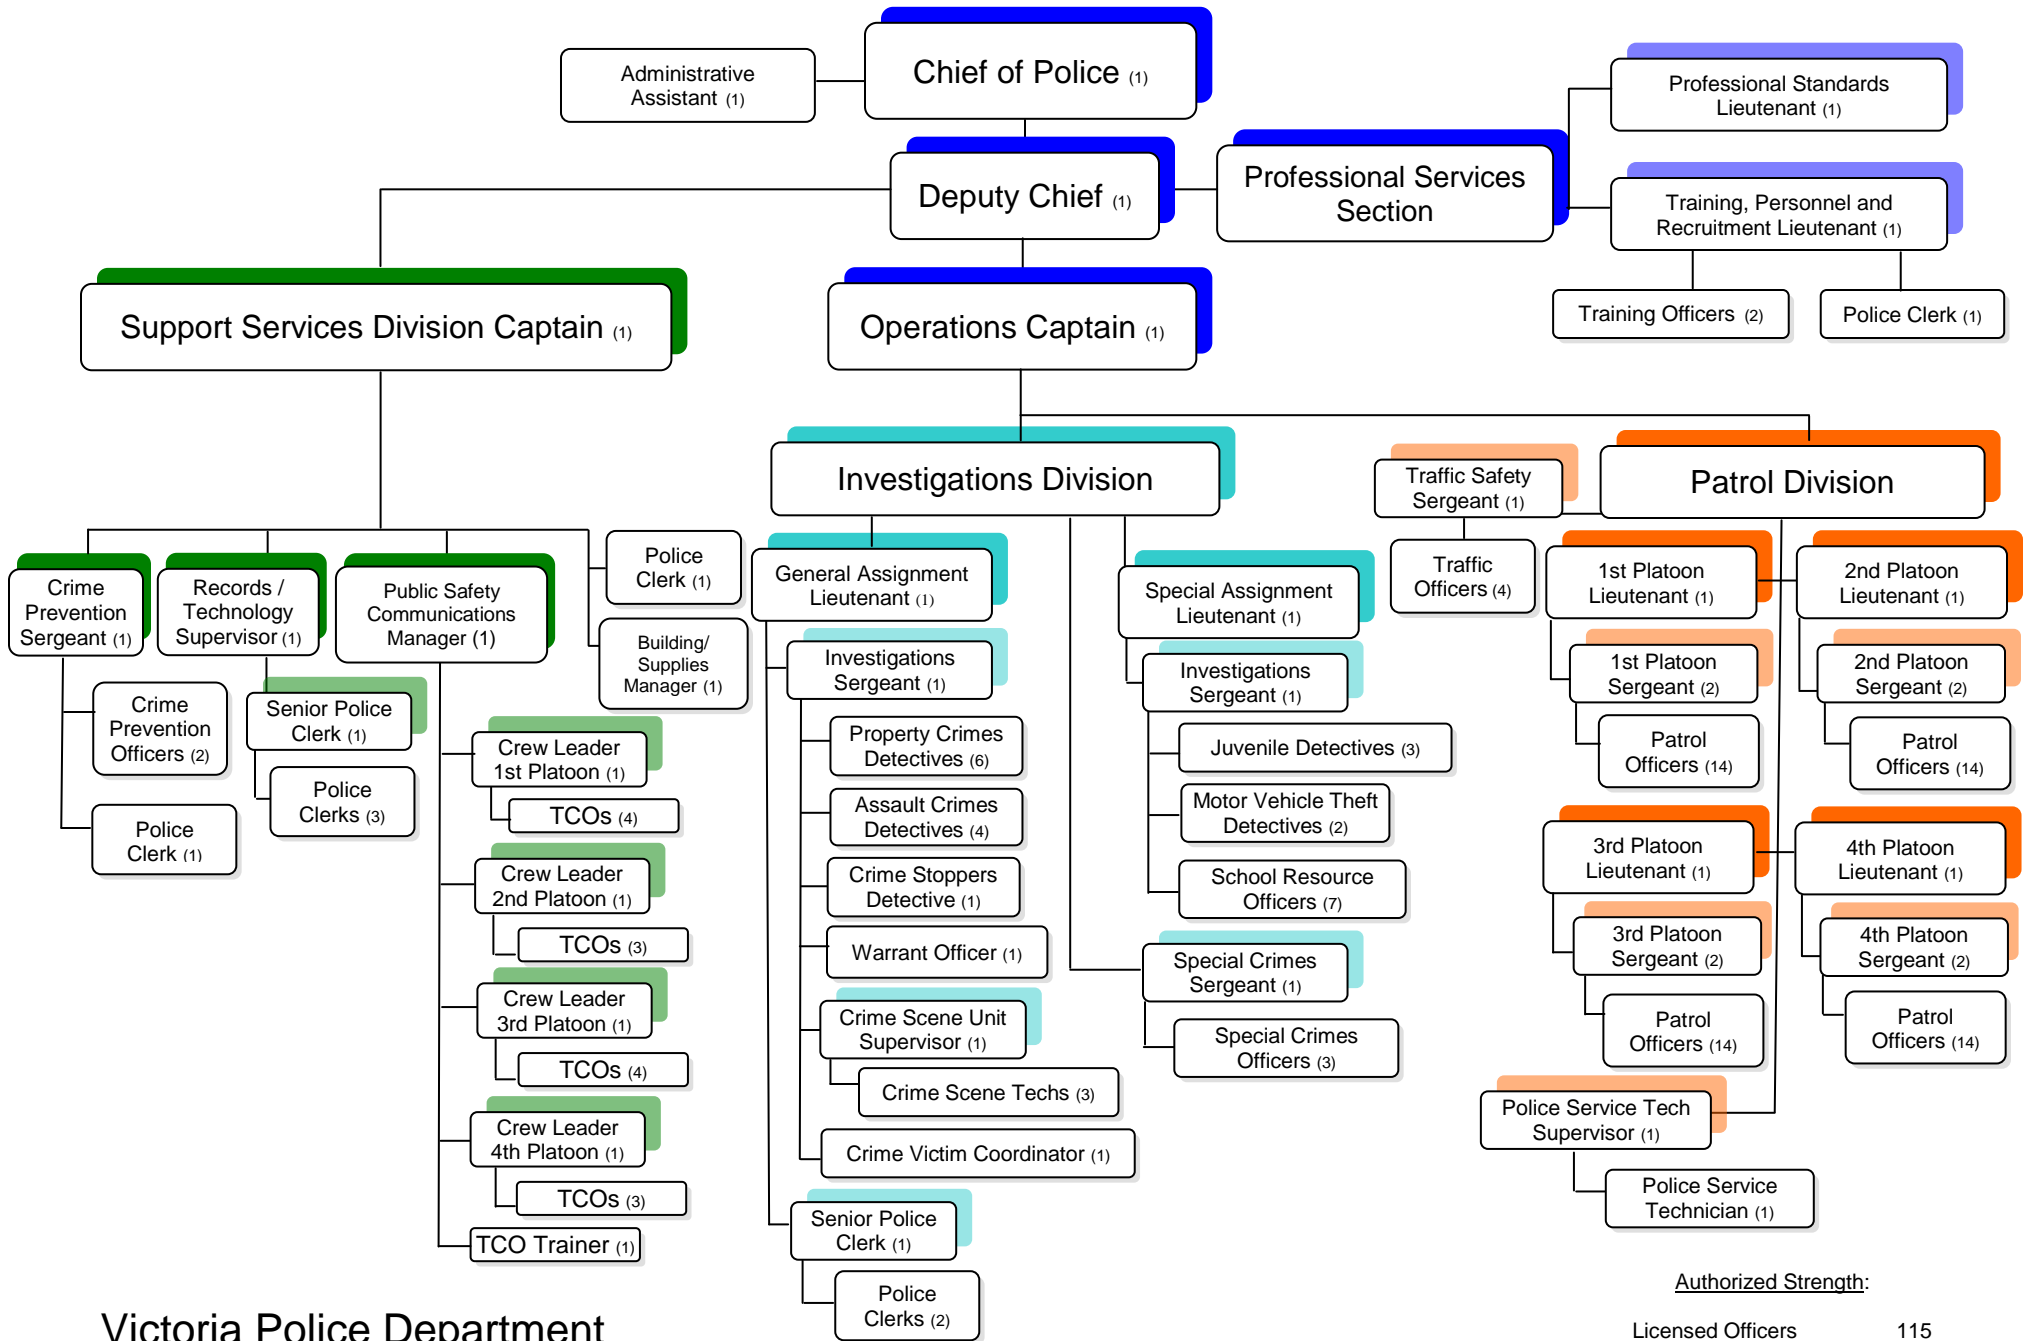 Administrative
Assistant (1)
Chief of Police (1)
Professional Standards
Lieutenant (1)
Deputy Chief (1)
Professional Services
Section
Training, Personnel and
Recruitment Lieutenant (1)
Training Officers (2)
Police Clerk (1)
Support Services Division Captain (1)
Operations Captain (1)
Investigations Division
Traffic Safety
Sergeant (1)
Patrol Division
Traffic
Officers (4)
Crime
Prevention
Sergeant (1)
Records /
Technology
Supervisor (1)
Public Safety
Communications
Manager (1)
Police
Clerk (1)
Building/
Supplies
Manager (1)
Crime
Prevention
Officers (2)
Police
Clerk (1)
Senior Police
Clerk (1)
Police
Clerks (3)
Crew Leader
1st Platoon (1)
TCOs (4)
Crew Leader
2nd Platoon (1)
TCOs (3)
Crew Leader
3rd Platoon (1)
TCOs (4)
Crew Leader
4th Platoon (1)
TCOs (3)
TCO Trainer (1)
General Assignment
Lieutenant (1)
Investigations
Sergeant (1)
Property Crimes
Detectives (6)
Assault Crimes
Detectives (4)
Crime Stoppers
Detective (1)
Warrant Officer (1)
Crime Scene Unit
Supervisor (1)
Crime Scene Techs (3)
Crime Victim Coordinator (1)
Senior Police
Clerk (1)
Police
Clerks (2)
Special Assignment
Lieutenant (1)
Investigations
Sergeant (1)
Juvenile Detectives (3)
Motor Vehicle Theft
Detectives (2)
School Resource
Officers (7)
Special Crimes
Sergeant (1)
Special Crimes
Officers (3)
1st Platoon
Lieutenant (1)
1st Platoon
Sergeant (2)
Patrol
Officers (14)
2nd Platoon
Lieutenant (1)
2nd Platoon
Sergeant (2)
Patrol
Officers (14)
3rd Platoon
Lieutenant (1)
3rd Platoon
Sergeant (2)
Patrol
Officers (14)
4th Platoon
Lieutenant (1)
4th Platoon
Sergeant (2)
Patrol
Officers (14)
Police Service Tech
Supervisor (1)
Police Service
Technician (1)
Authorized Strength:
Licensed Officers 115
Victoria Police Department